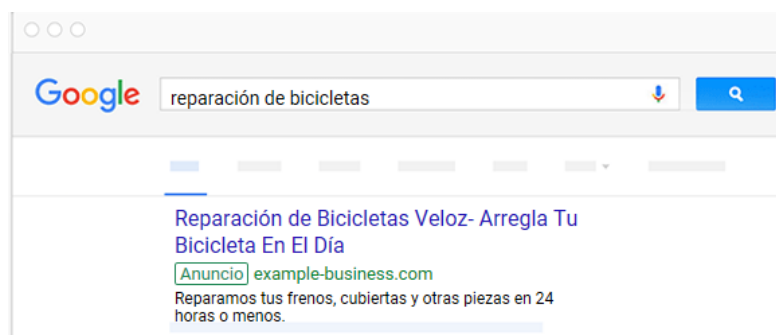 Google
reparación de bicicletas
Reparación de Bicicletas Veloz- Arregla Tu
Bicicleta En El Día
Anuncio example-business.com
Reparamos tus frenos, cubiertas y otras piezas en 24
horas o menos.